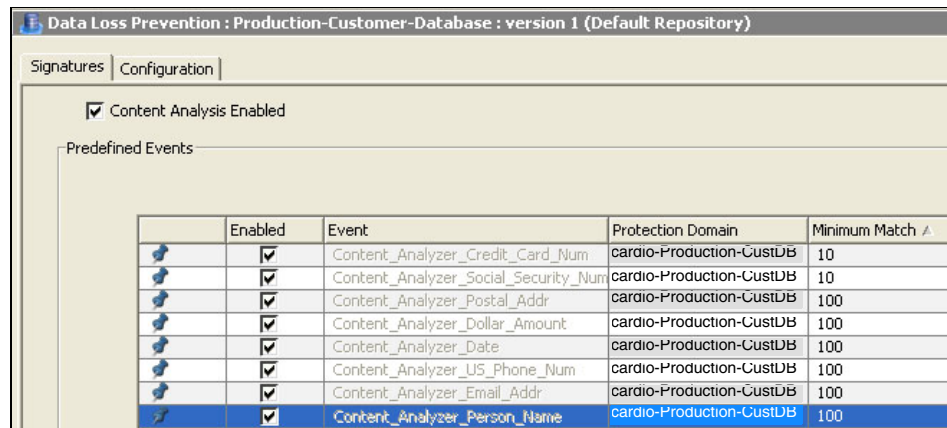 Data Loss Prevention : Production-Customer-Database : version 1 (Default Repository)
Signatures Configuration
Content Analysis Enabled
Predefined Events
Enabled Event Protection Domain Minimum Match
Content_Analyzer_Credit_Card_Num cardio-Production-CustDB 10
Content_Analyzer_Social_Security_Num cardio-Production-CustDB 10
Content_Analyzer_Postal_Addr cardio-Production-CustDB 100
Content_Analyzer_Dollar_Amount cardio-Production-CustDB 100
Content_Analyzer_Date cardio-Production-CustDB 100
Content_Analyzer_US_Phone_Num cardio-Production-CustDB 100
Content_Analyzer_Email_Addr cardio-Production-CustDB 100
Content_Analyzer_Person_Name cardio-Production-CustDB 100